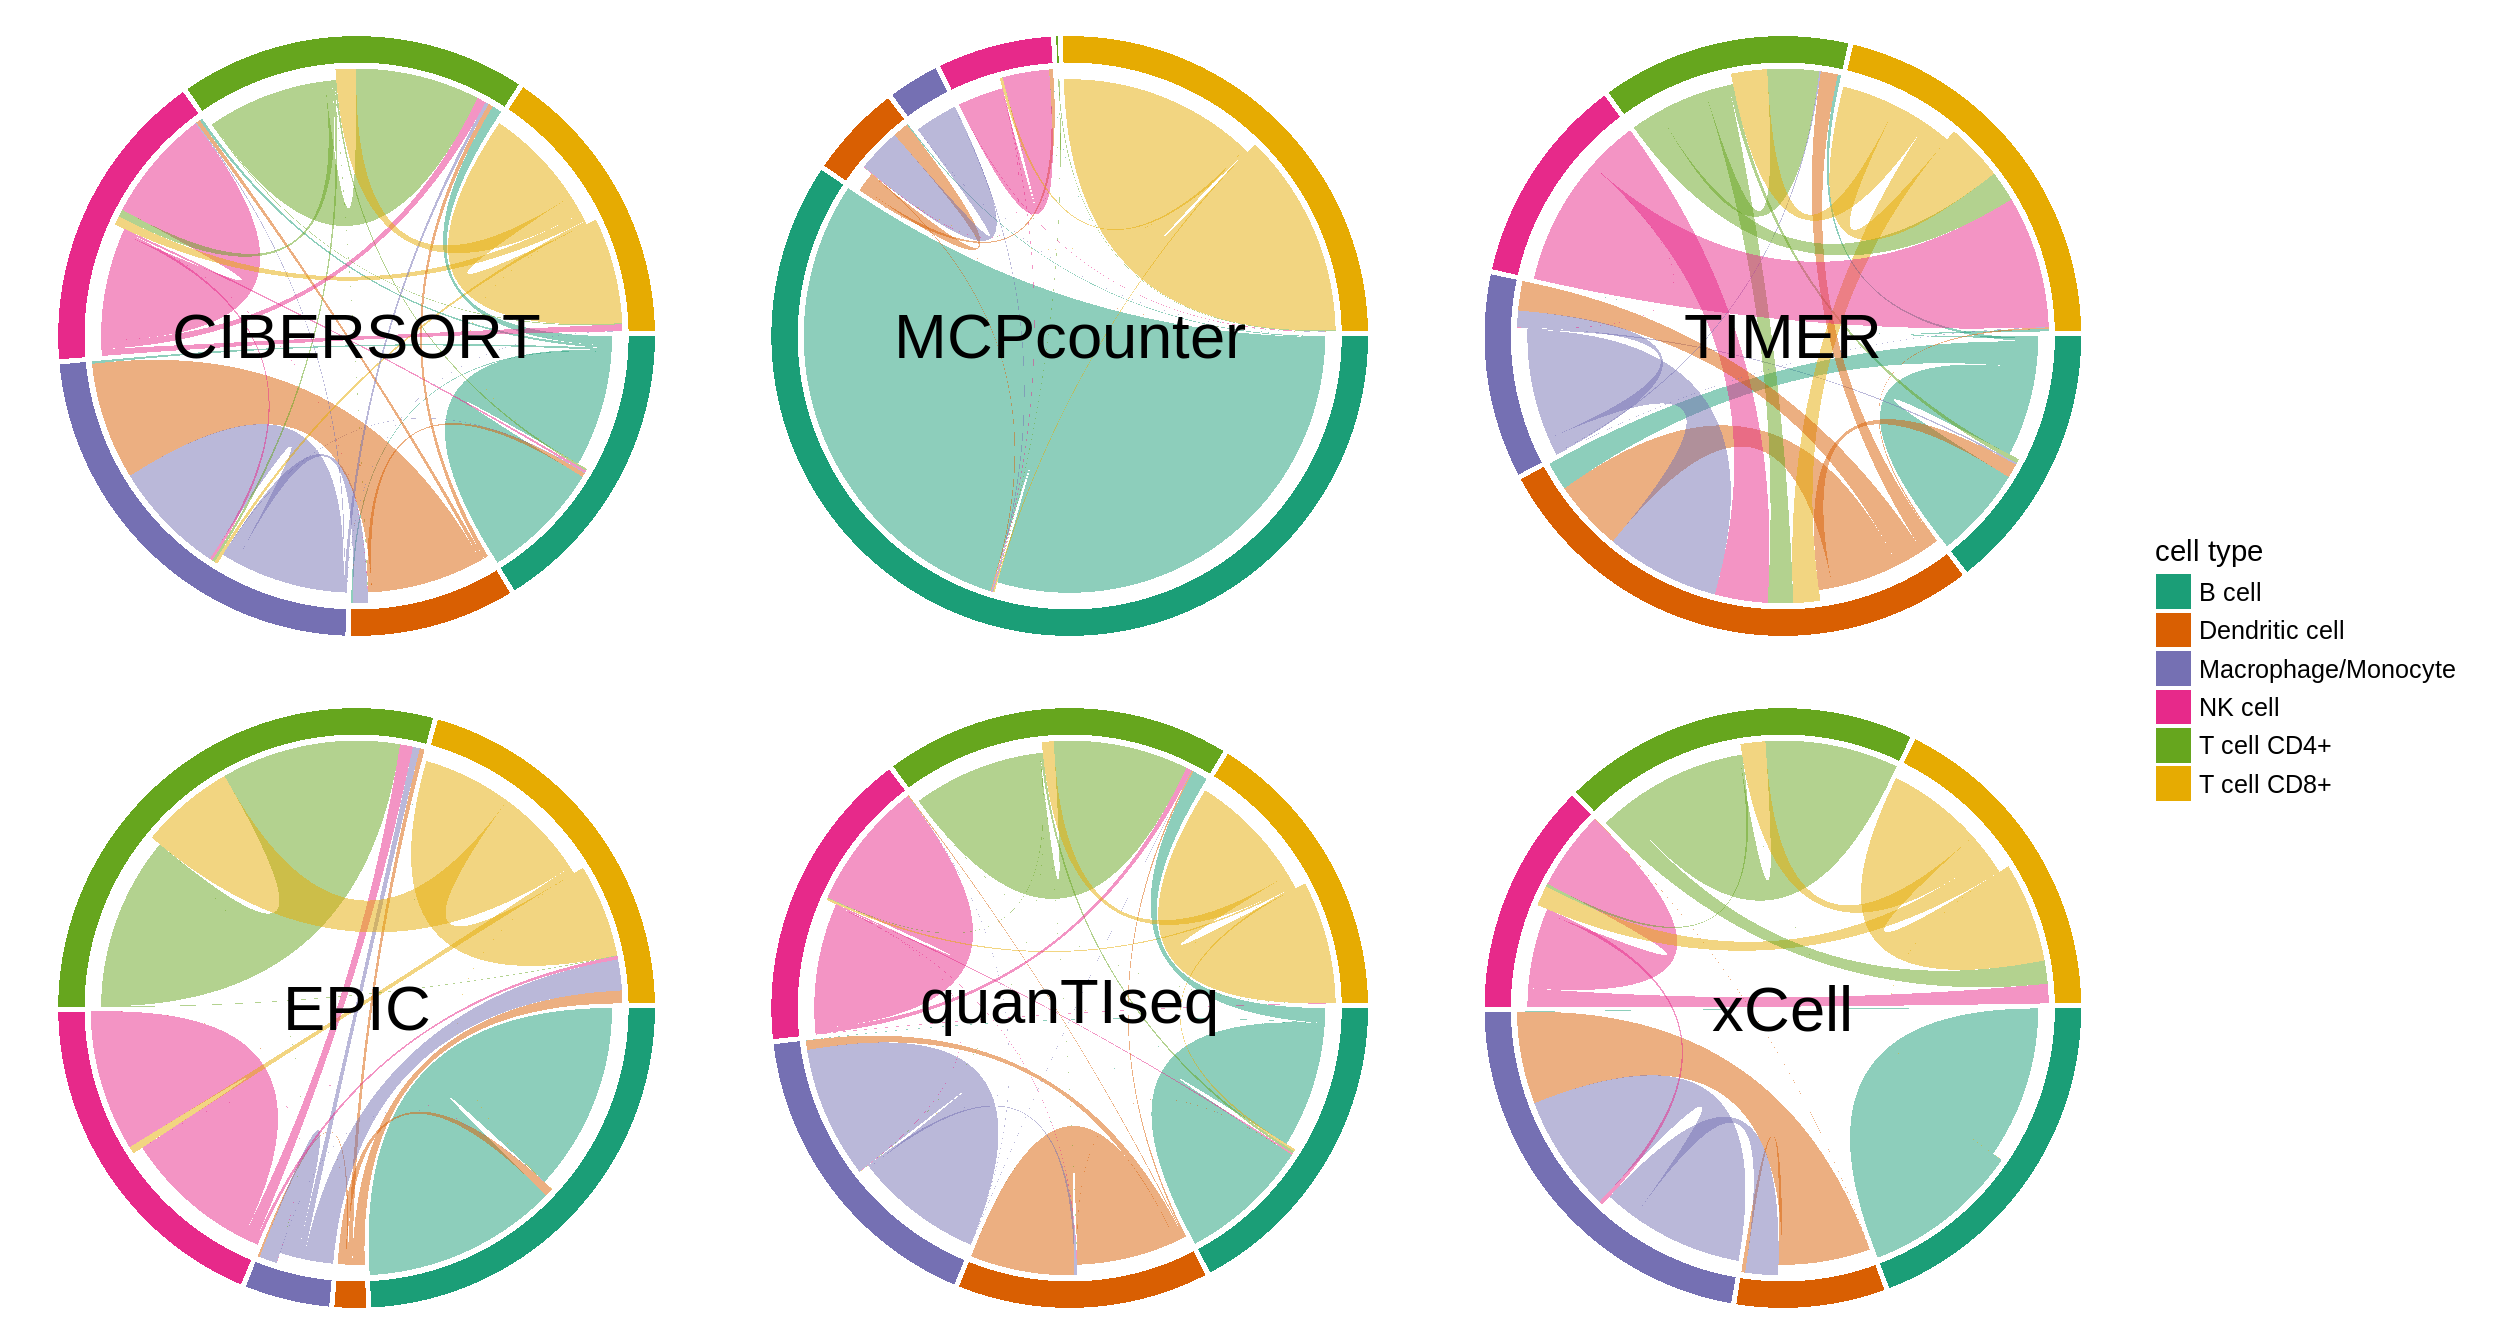 CIBERSORT
MCPcounter
TIMER
EPIC
quanTIseq
xCell
cell type
B cell
Dendritic cell
Macrophage/Monocyte
NK cell
T cell CD4+
T cell CD8+